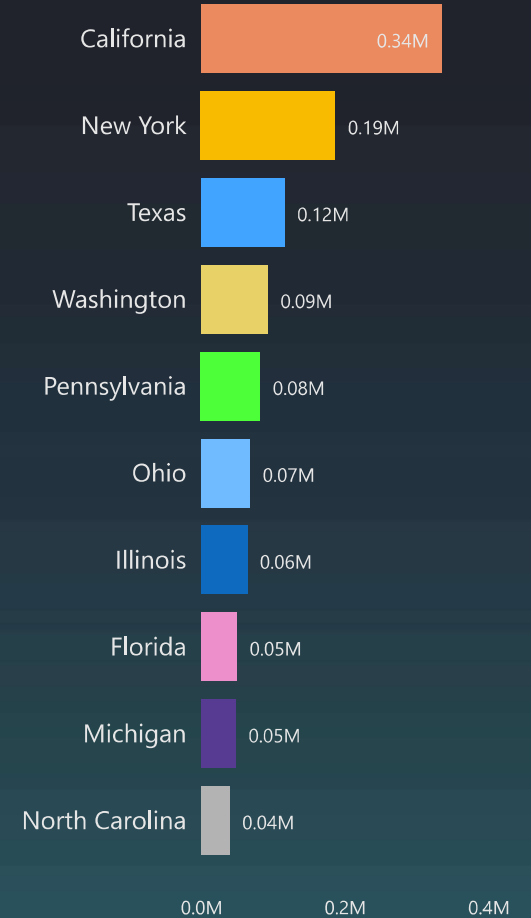 California 0.34M
New York 0.19M
Texas 0.12M
Washington 0.09M
Pennsylvania 0.08M
Ohio 0.07M
Illinois 0.06M
Florida 0.05M
Michigan 0.05M
North Carolina 0.04M
0.0M 0.2M 0.4M